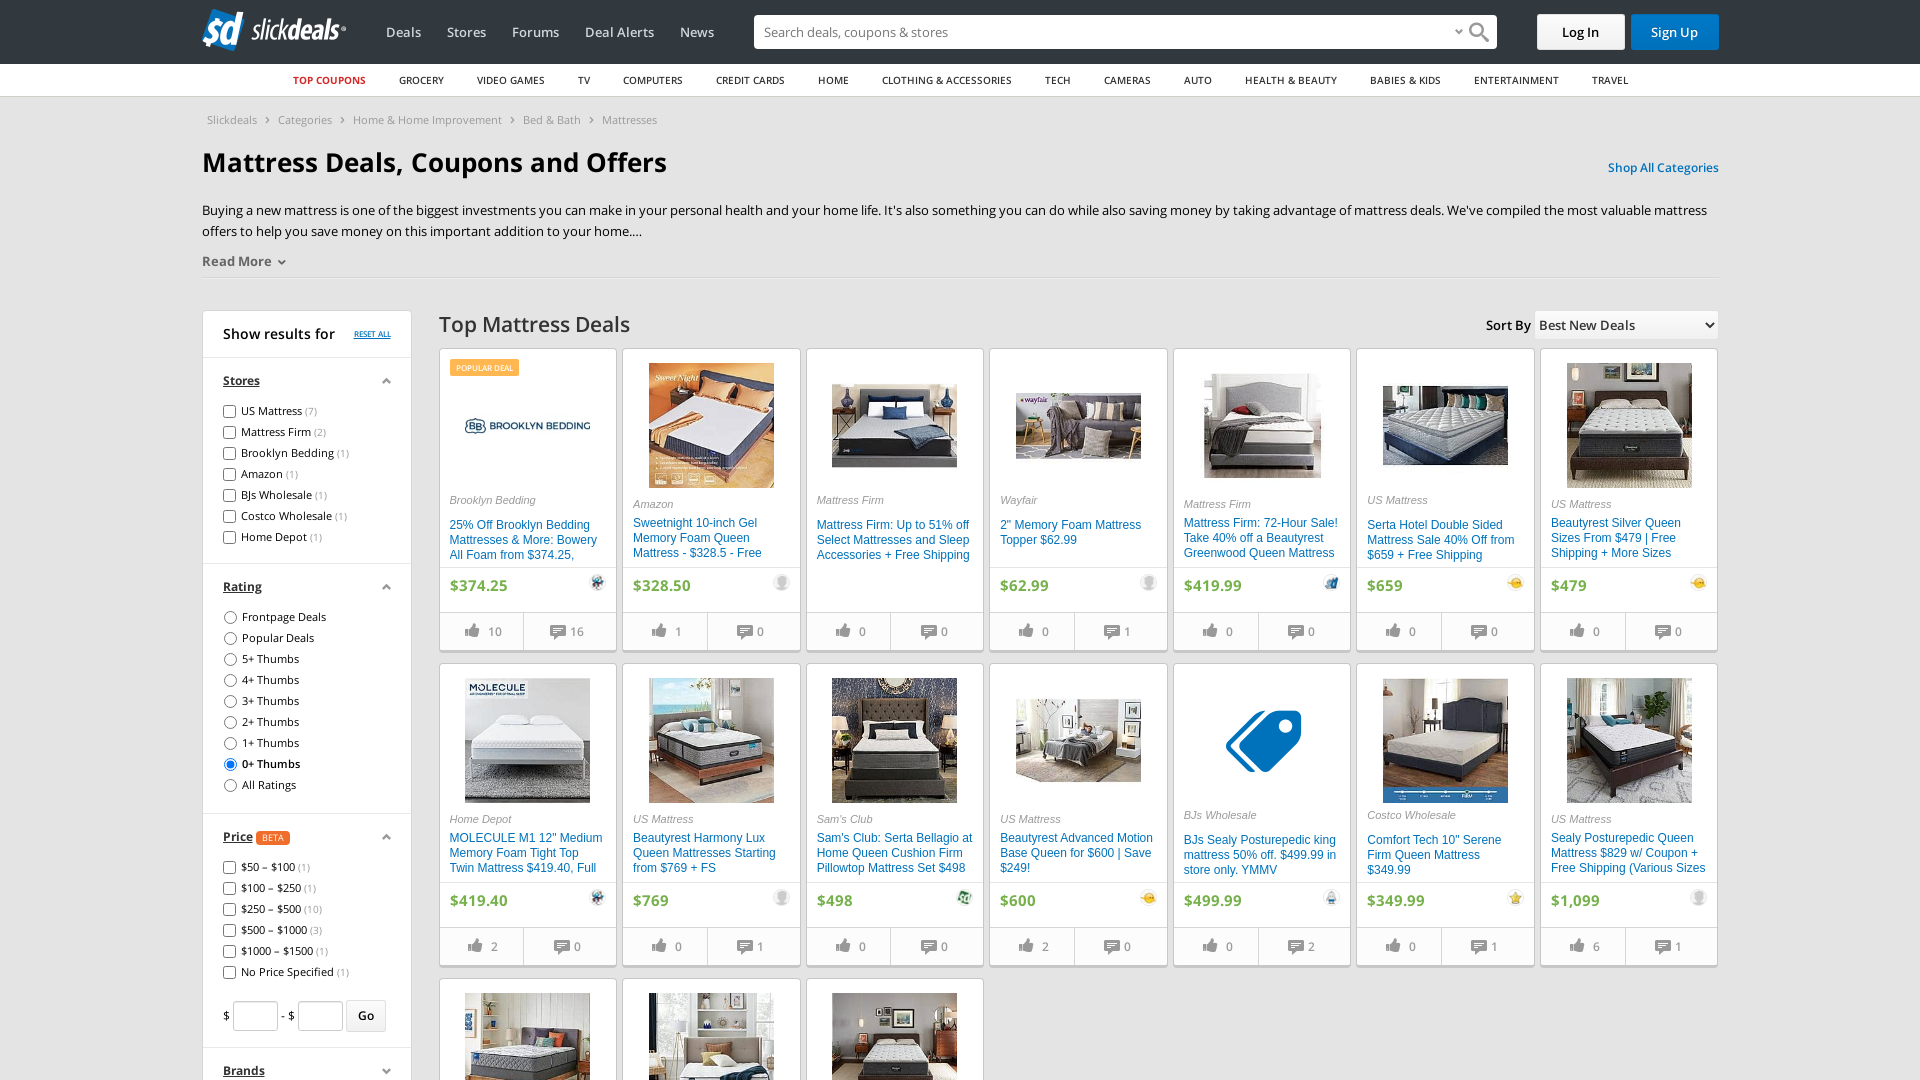 sd slickdeals
Deals
Stores
Forums
Deal Alerts
News
Search deals, coupons & stores
Log In
Sign Up
TOP COUPONS
GROCERY
VIDEO GAMES
TV
COMPUTERS
CREDIT CARDS
HOME
CLOTHING & ACCESSORIES
TECH
CAMERAS
AUTO
HEALTH & BEAUTY
BABIES & KIDS
ENTERTAINMENT
TRAVEL
Slickdeals > Categories > Home & Home Improvement > Bed & Bath > Mattresses
Mattress Deals, Coupons and Offers
Shop All Categories
Buying a new mattress is one of the biggest investments you can make in your personal health and your home life. It's also something you can do while also saving money by taking advantage of mattress deals. We've compiled the most valuable mattress
offers to help you save money on this important addition to your home....
Read More
Show results for
RESET ALL
Stores
US Mattress (7)
Mattress Firm (2)
Brooklyn Bedding (1)
Amazon (1)
BJs Wholesale (1)
Costco Wholesale (1)
Home Depot (1)
Rating
Frontpage Deals
Popular Deals
5+ Thumbs
4+ Thumbs
3+ Thumbs
2+ Thumbs
1+ Thumbs
0+ Thumbs
All Ratings
Price BETA
$50 – $100 (1)
$100 – $250 (1)
$250 – $500 (10)
$500 – $1000 (3)
$1000 – $1500 (1)
No Price Specified (1)
$ - $ Go
Brands
Top Mattress Deals
Sort By Best New Deals
POPULAR DEAL
BB BROOKLYN BEDDING
Brooklyn Bedding
25% Off Brooklyn Bedding
Mattresses & More: Bowery
All Foam from $374.25,
$374.25
10
16
Sweet Night
Amazon
Sweetnight 10-inch Gel
Memory Foam Queen
Mattress - $328.5 - Free
$328.50
1
0
Mattress Firm
Mattress Firm: Up to 51% off
Select Mattresses and Sleep
Accessories + Free Shipping
0
0
wayfair
Wayfair
2" Memory Foam Mattress
Topper $62.99
$62.99
0
1
Mattress Firm
Mattress Firm: 72-Hour Sale!
Take 40% off a Beautyrest
Greenwood Queen Mattress
$419.99
0
0
US Mattress
Serta Hotel Double Sided
Mattress Sale 40% Off from
$659 + Free Shipping
$659
0
0
US Mattress
Beautyrest Silver Queen
Sizes From $479 | Free
Shipping + More Sizes
$479
0
0
MOLECULE
Home Depot
MOLECULE M1 12" Medium
Memory Foam Tight Top
Twin Mattress $419.40, Full
$419.40
2
0
US Mattress
Beautyrest Harmony Lux
Queen Mattresses Starting
from $769 + FS
$769
0
1
Sam's Club
Sam's Club: Serta Bellagio at
Home Queen Cushion Firm
Pillowtop Mattress Set $498
$498
0
0
US Mattress
Beautyrest Advanced Motion
Base Queen for $600 | Save
$249!
$600
2
0
BJs Wholesale
BJs Sealy Posturepedic king
mattress 50% off. $499.99 in
store only. YMMV
$499.99
0
2
Costco Wholesale
Comfort Tech 10" Serene
Firm Queen Mattress
$349.99
$349.99
0
1
US Mattress
Sealy Posturepedic Queen
Mattress $829 w/ Coupon +
Free Shipping (Various Sizes
$1,099
6
1